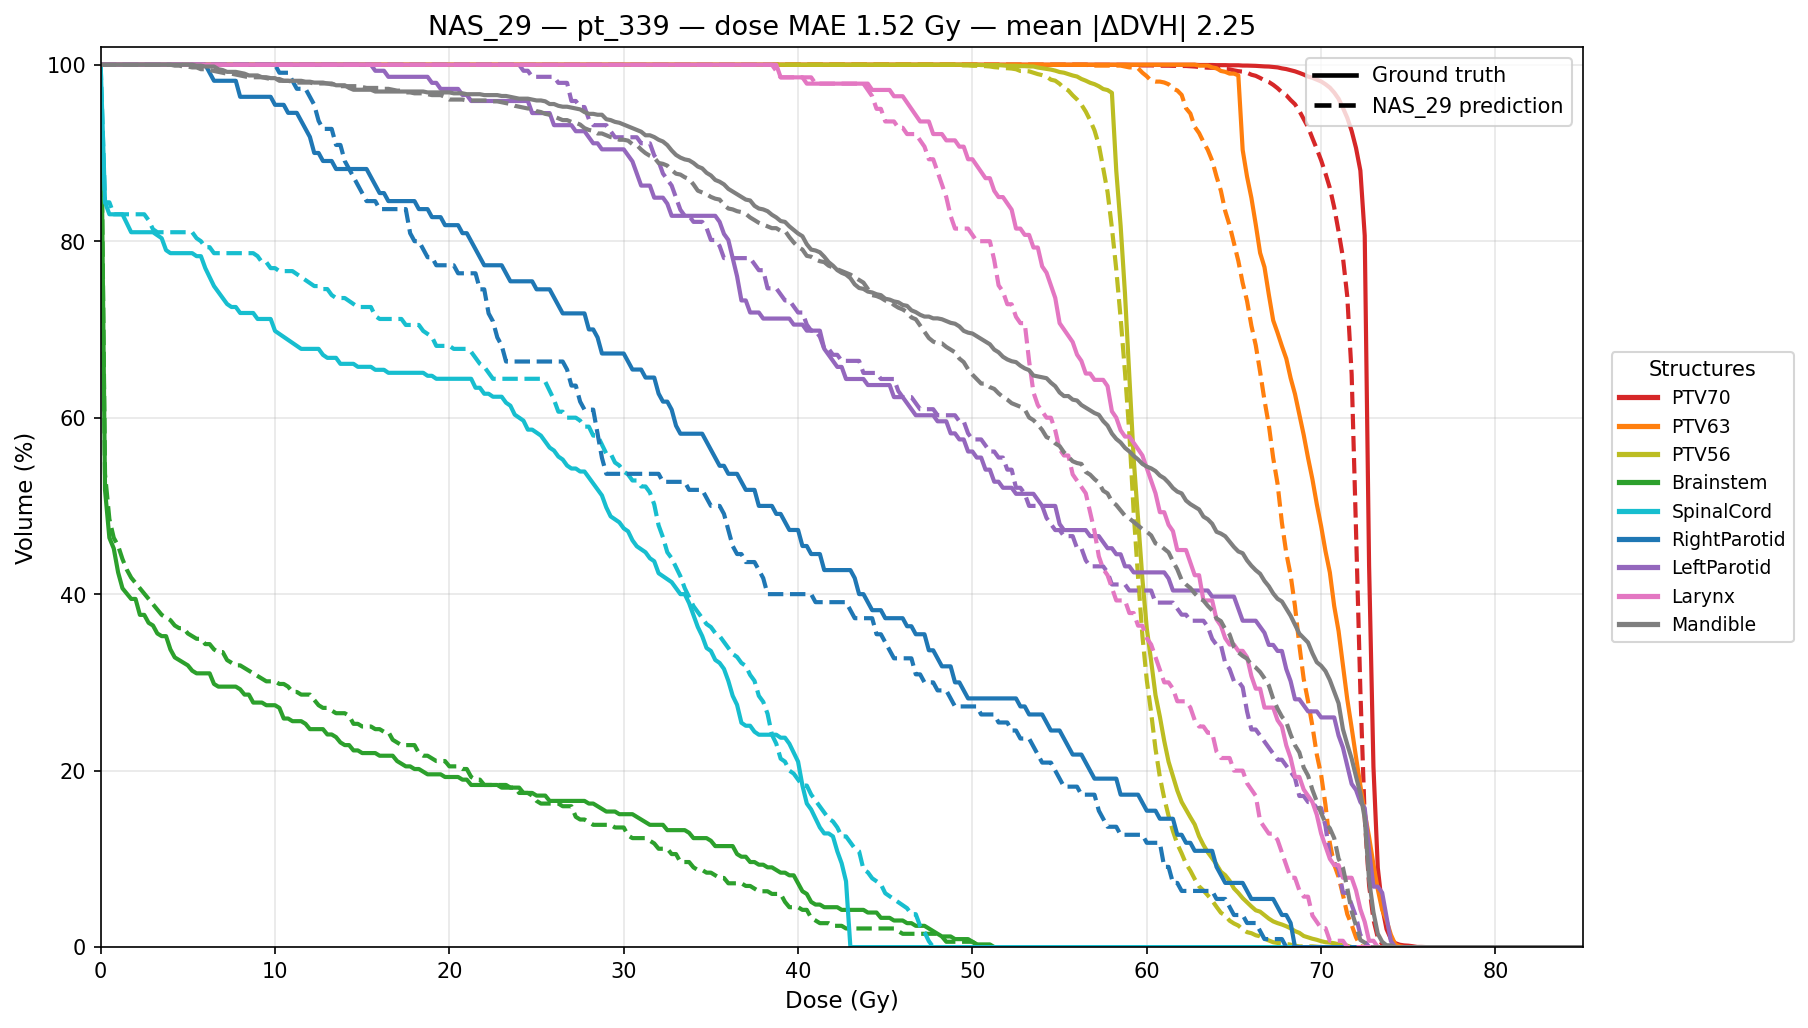 NAS_29 — pt_339 — dose MAE 1.52 Gy — mean |ΔDVH| 2.25
Ground truth
NAS_29 prediction
Volume (%)
100
80
60
40
20
0
0 10 20 30 40 50 60 70 80
Dose (Gy)
Structures
PTV70
PTV63
PTV56
Brainstem
SpinalCord
RightParotid
LeftParotid
Larynx
Mandible